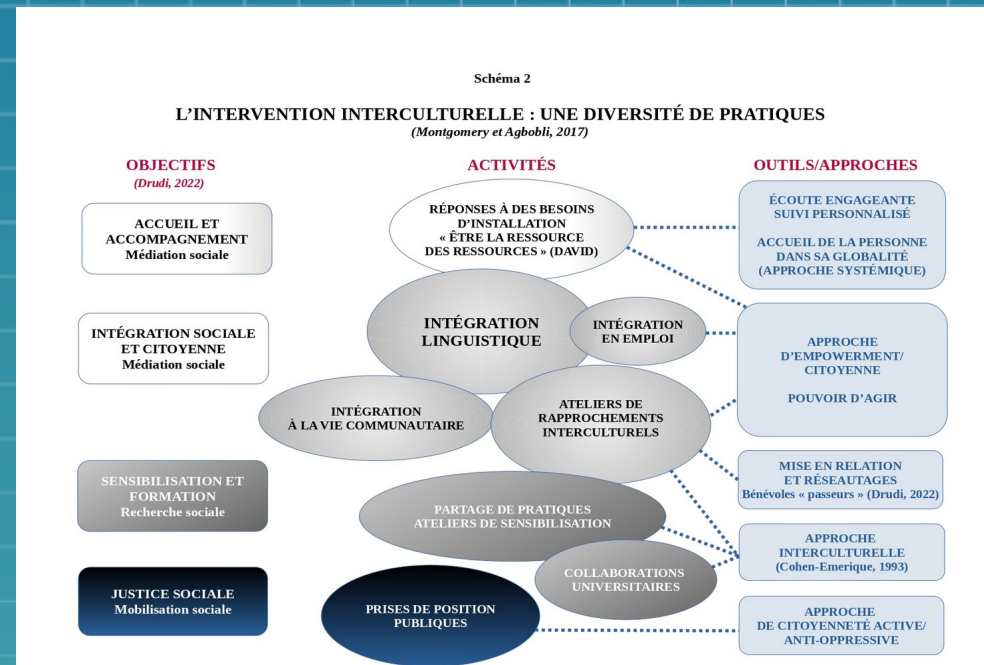 Schéma 2
L'INTERVENTION INTERCULTURELLE : UNE DIVERSITÉ DE PRATIQUES
(Montgomery et Agbobli, 2017)
OBJECTIFS
(Drudi, 2022)
ACCUEIL ET
ACCOMPAGNEMENT
Médiation sociale
INTÉGRATION SOCIALE
ET CITOYENNE
Médiation sociale
SENSIBILISATION ET
FORMATION
Recherche sociale
JUSTICE SOCIALE
Mobilisation sociale
ACTIVITÉS
RÉPONSES À DES BESOINS
D'INSTALLATION
« ÊTRE LA RESSOURCE
DES RESSOURCES » (DAVID)
INTÉGRATION
LINGUISTIQUE
INTÉGRATION
EN EMPLOI
INTÉGRATION
À LA VIE COMMUNAUTAIRE
ATELIERS DE
RAPPROCHEMENTS
INTERCULTURELS
PARTAGE DE PRATIQUES
ATELIERS DE SENSIBILISATION
COLLABORATIONS
UNIVERSITAIRES
PRISES DE POSITION
PUBLIQUES
OUTILS/APPROCHES
ÉCOUTE ENGAGEANTE
SUIVI PERSONNALISÉ
ACCUEIL DE LA PERSONNE
DANS SA GLOBALITÉ
(APPROCHE SYSTÉMIQUE)
APPROCHE
D'EMPOWERMENT/
CITOYENNE
POUVOIR D'AGIR
MISE EN RELATION
ET RÉSEAUTAGES
Bénévoles « passeurs » (Drudi, 2022)
APPROCHE
INTERCULTURELLE
(Cohen-Emerique, 1993)
APPROCHE
DE CITOYENNETÉ ACTIVE/
ANTI-OPPRESSIVE